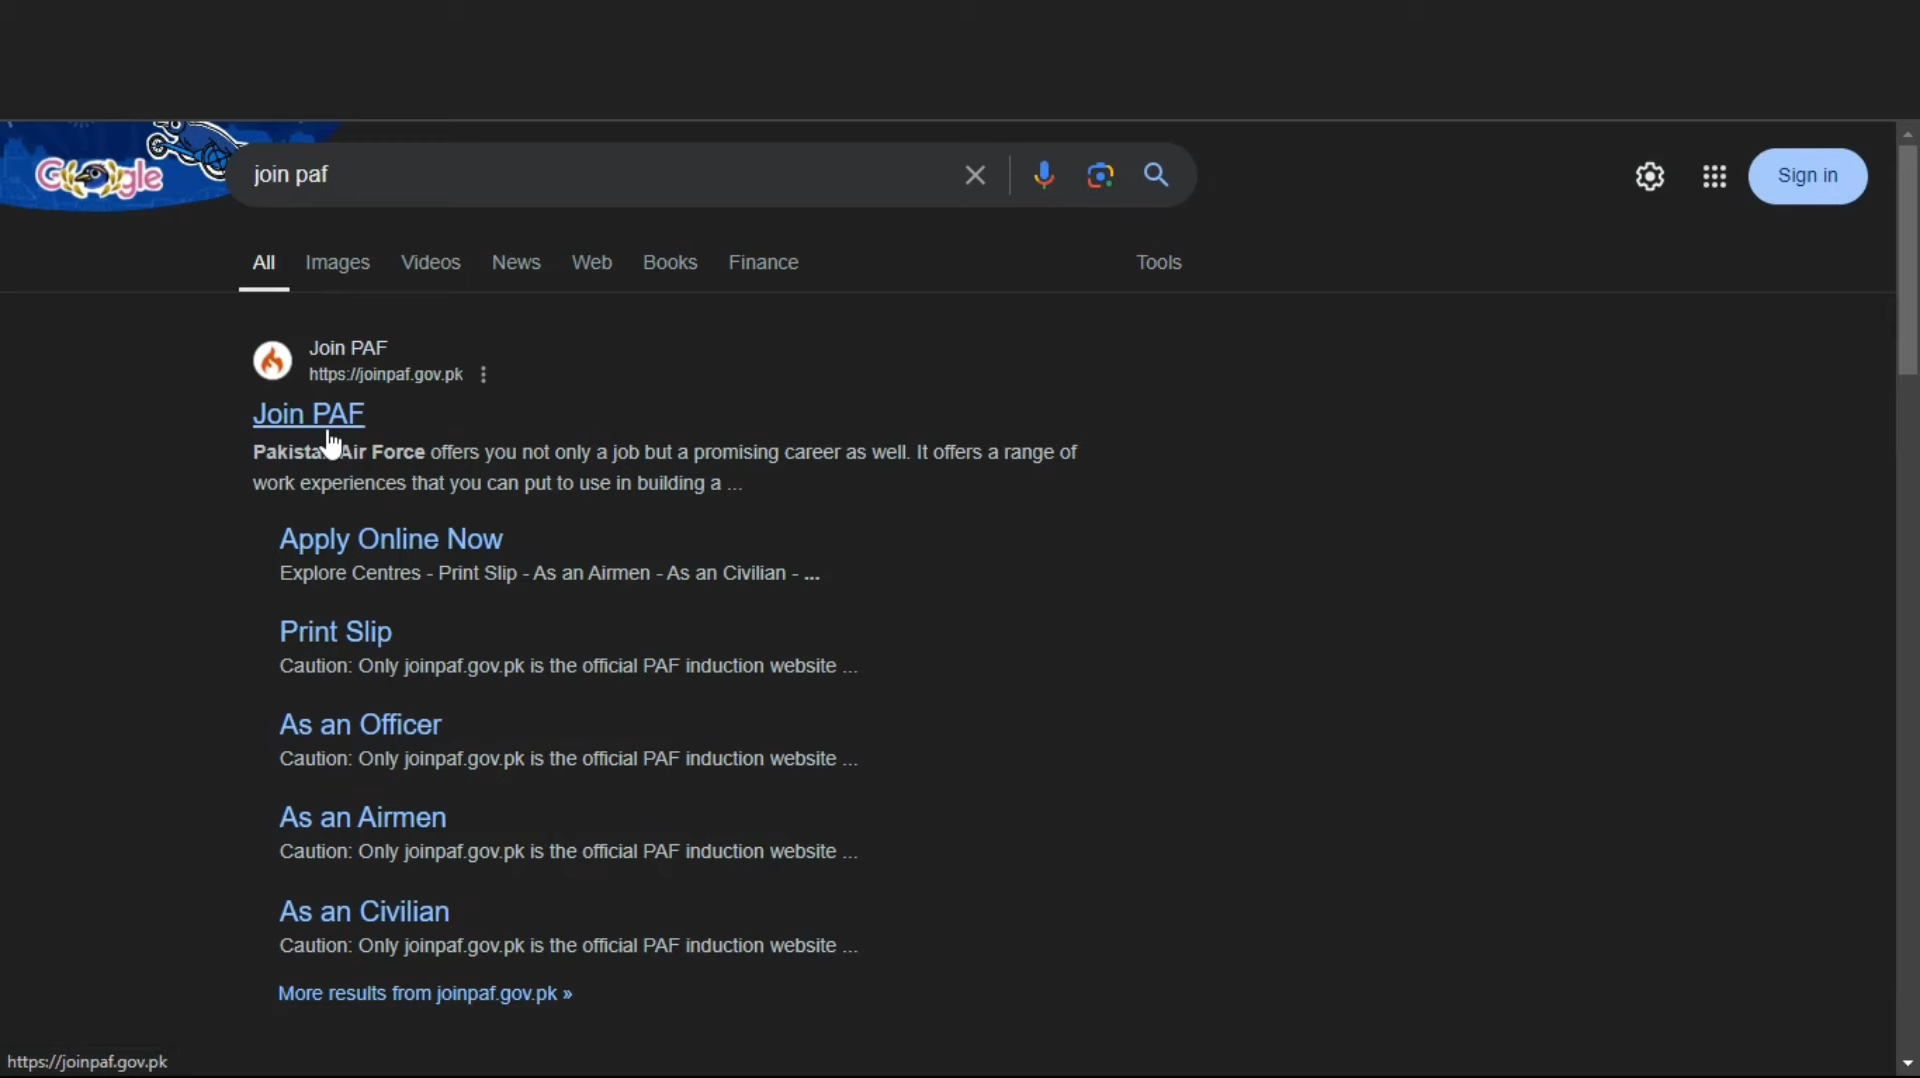 Google
join paf
Sign in
All Images Videos News Web Books Finance Tools
Join PAF
https://joinpaf.gov.pk
Join PAF
Air Force offers you not only a job but a promising career as well. It offers a range of
work experiences that you can put to use in building a ...
Apply Online Now
Explore Centres - Print Slip - As an Airmen - As an Civilian - ...
Print Slip
Caution: Only joinpaf.gov.pk is the official PAF induction website ...
As an Officer
Caution: Only joinpaf.gov.pk is the official PAF induction website ...
As an Airmen
Caution: Only joinpaf.gov.pk is the official PAF induction website ...
As an Civilian
Caution: Only joinpaf.gov.pk is the official PAF induction website ...
More results from joinpaf.gov.pk »
https://joinpaf.gov.pk